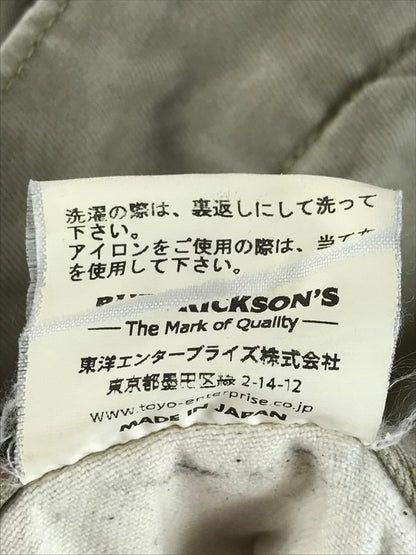 洗濯の際は、裏返しにして洗って
下さい。
アイロンをご使用の際は、当て布
を使用して下さい。
RICKSON'S
The Mark of Quality
東洋エンタープライズ株式会社
東京都墨田区緑 2-14-12
www.toyo-enterprise.co.jp
MADE IN JAPAN